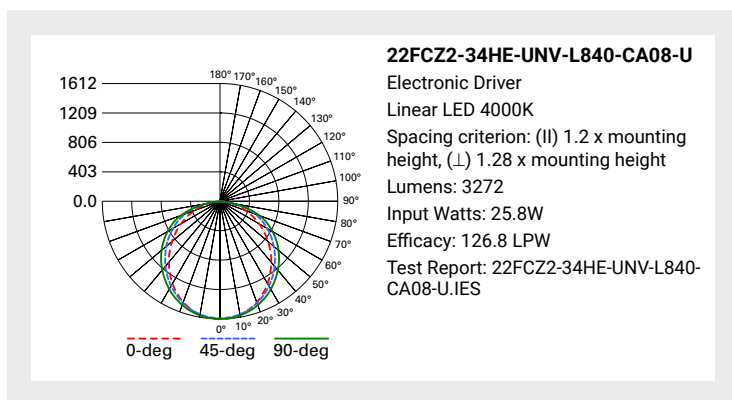 22FCZ2-34HE-UNV-L840-CA08-U
Electronic Driver
Linear LED 4000K
Spacing criterion: (II) 1.2 x mounting
height, (⊥) 1.28 x mounting height
Lumens: 3272
Input Watts: 25.8W
Efficacy: 126.8 LPW
Test Report: 22FCZ2-34HE-UNV-L840-
CA08-U.IES
1612
1209
806
403
0.0
180°
170°
160°
150°
140°
130°
120°
110°
100°
90°
80°
70°
60°
50°
40°
30°
20°
10°
0°
0-deg 45-deg 90-deg